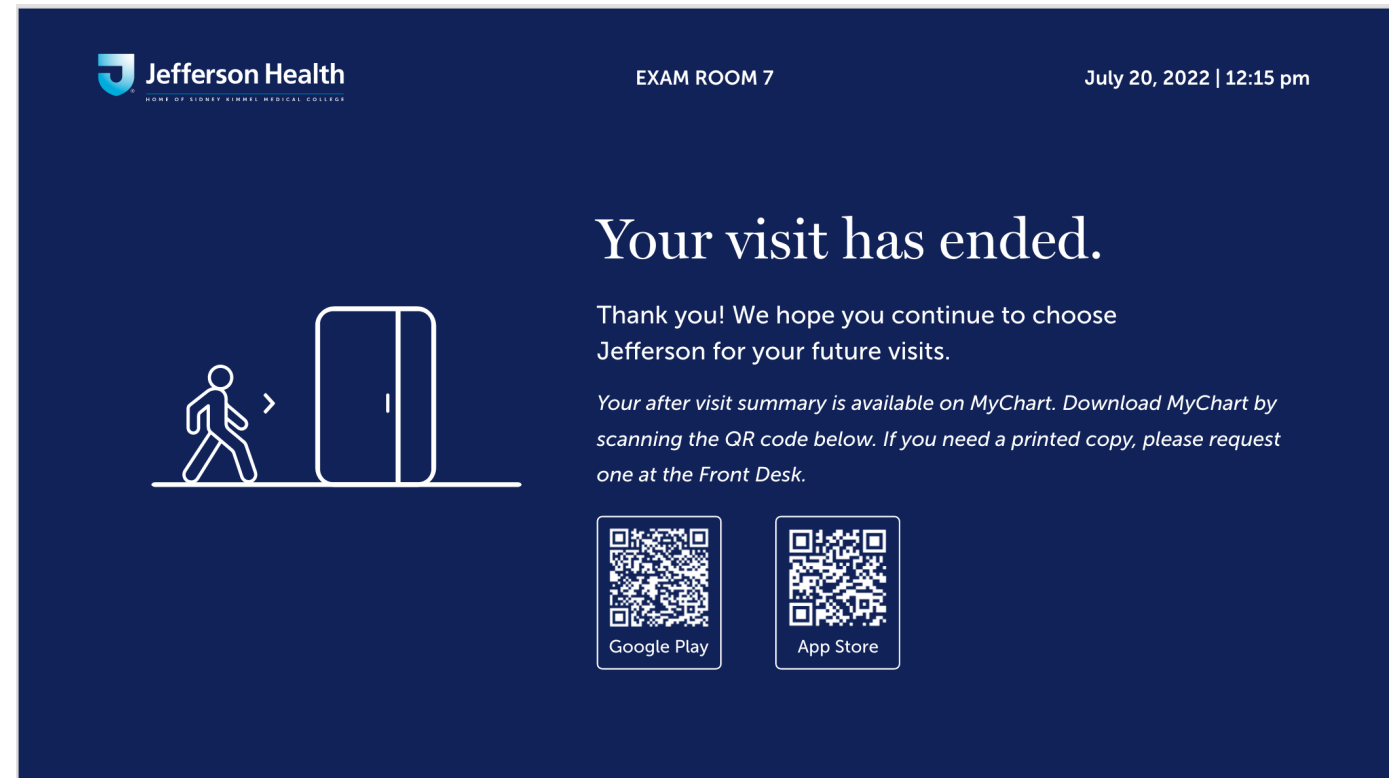 Jefferson Health
HOME OF SIDNEY KIMMEL MEDICAL COLLEGE
EXAM ROOM 7
July 20, 2022 | 12:15 pm
Your visit has ended.
Thank you! We hope you continue to choose
Jefferson for your future visits.
Your after visit summary is available on MyChart. Download MyChart by
scanning the QR code below. If you need a printed copy, please request
one at the Front Desk.
Google Play
App Store